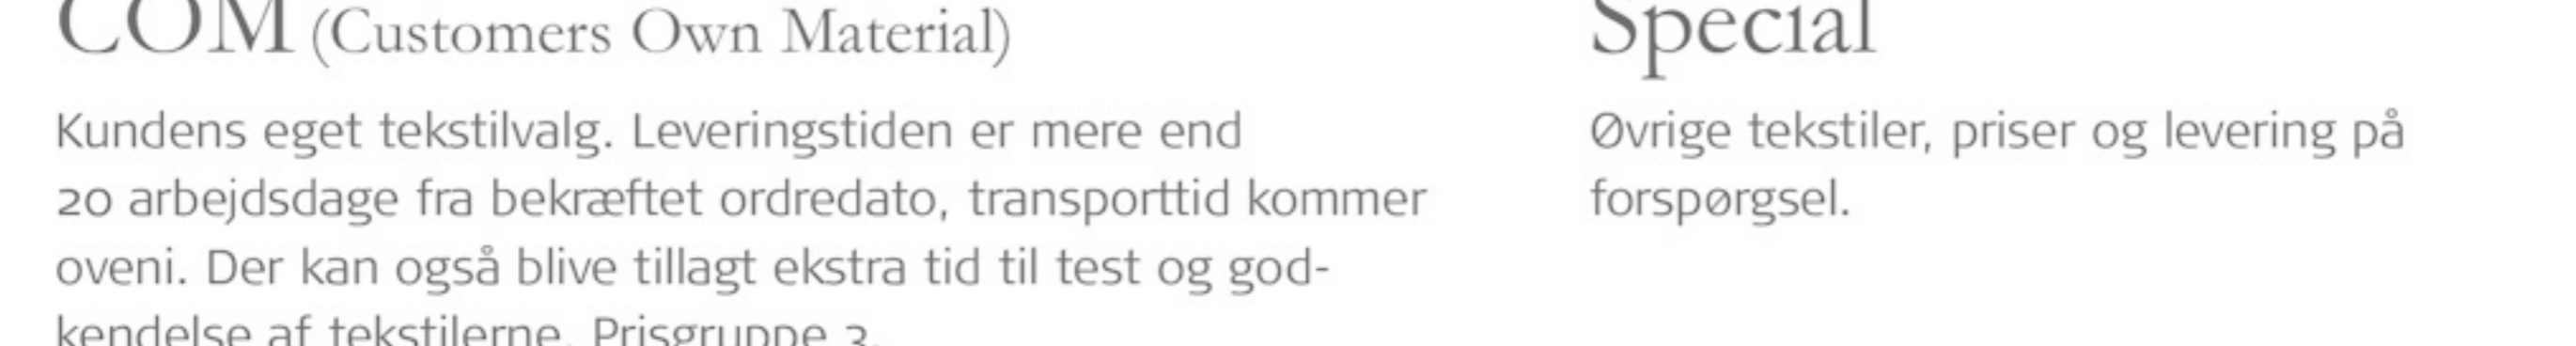 COM (Customers Own Material)
Kundens eget tekstilvalg. Leveringstiden er mere end
20 arbejdsdage fra bekræftet ordredato, transporttid kommer
oveni. Der kan også blive tillagt ekstra tid til test og god-
kendelse af tekstilerne. Prisgruppe 3.
Special
Øvrige tekstiler, priser og levering på
forspørgsel.